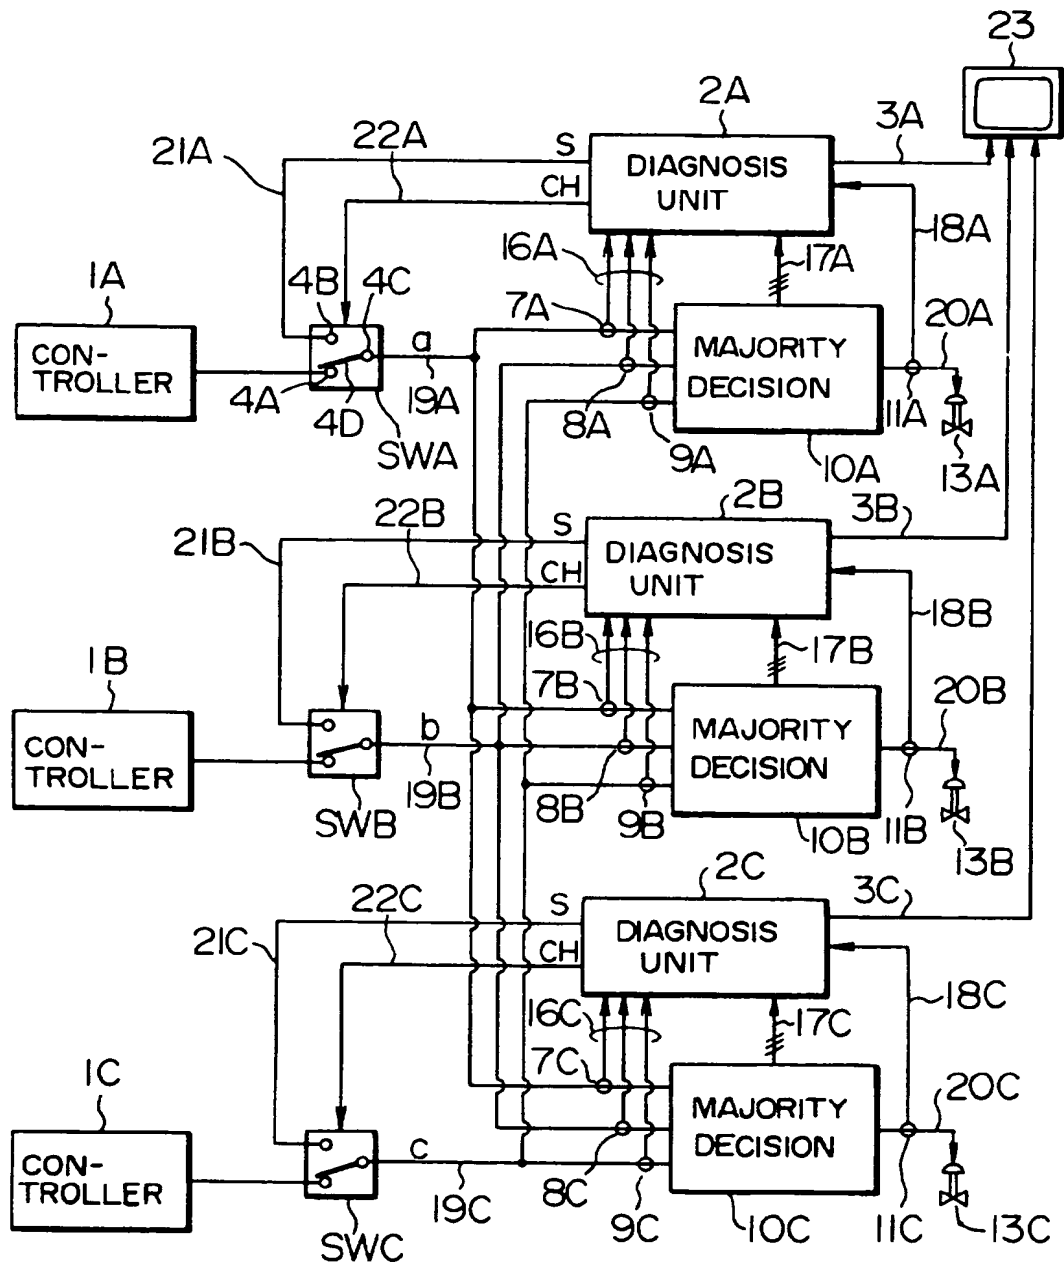 23
2A
3A
22A
S
21A
DIAGNOSIS
UNIT
CH
18A
16A
17A
1A
4B
4C
7A
20A
CON-
TROLLER
a
MAJORITY
DECISION
4A
4D
19A
8A
11A
SWA
9A
10A
13A
2B
3B
22B
S
21B
DIAGNOSIS
UNIT
CH
18B
16B
17B
1B
7B
20B
CON-
TROLLER
b
MAJORITY
DECISION
19B
8B
9B
11B
SWB
10B
13B
2C
3C
22C
S
21C
DIAGNOSIS
UNIT
CH
18C
16C
17C
1C
7C
20C
CON-
TROLLER
c
MAJORITY
DECISION
19C
8C
9C
10C
11C
13C
SWC